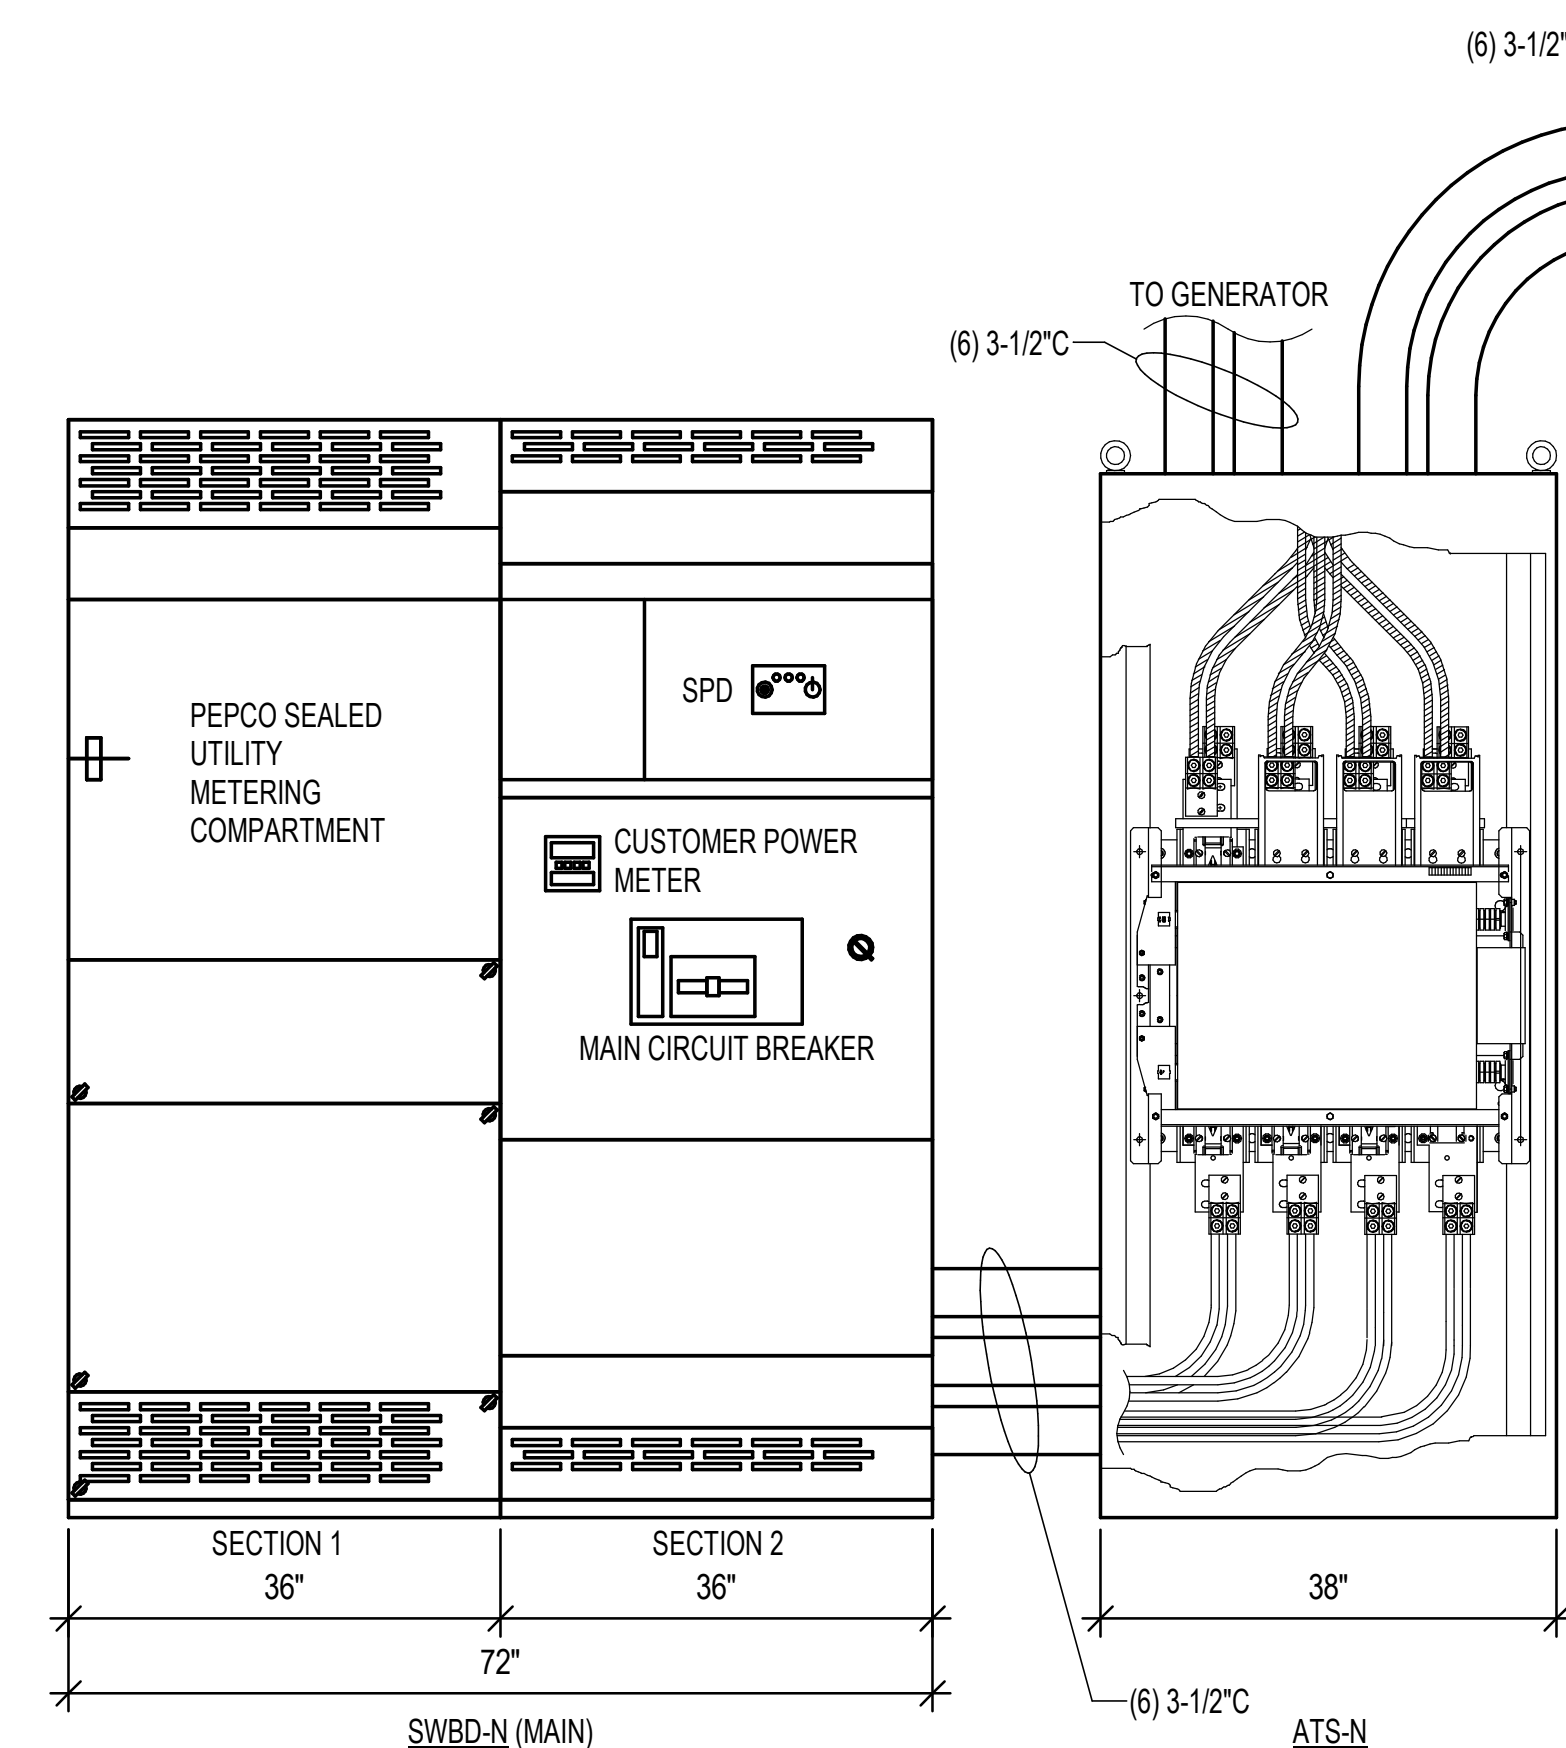 (6) 3-1/2"
TO GENERATOR
(6) 3-1/2"C
SPD
PEPCO SEALED
UTILITY
METERING
COMPARTMENT
CUSTOMER POWER
METER
MAIN CIRCUIT BREAKER
SECTION 1
SECTION 2
36"
36"
38"
72"
(6) 3-1/2"C
SWBD-N (MAIN)
ATS-N